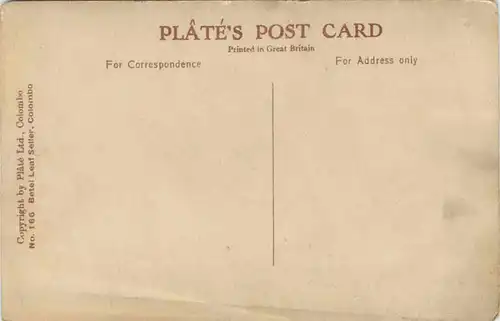 PLÂTÉ'S POST CARD
Printed in Great Britain
For Correspondence
For Address only
Copyright by Plâté Ltd., Colombo
No. 166 Betel Leaf Seller, Colombo